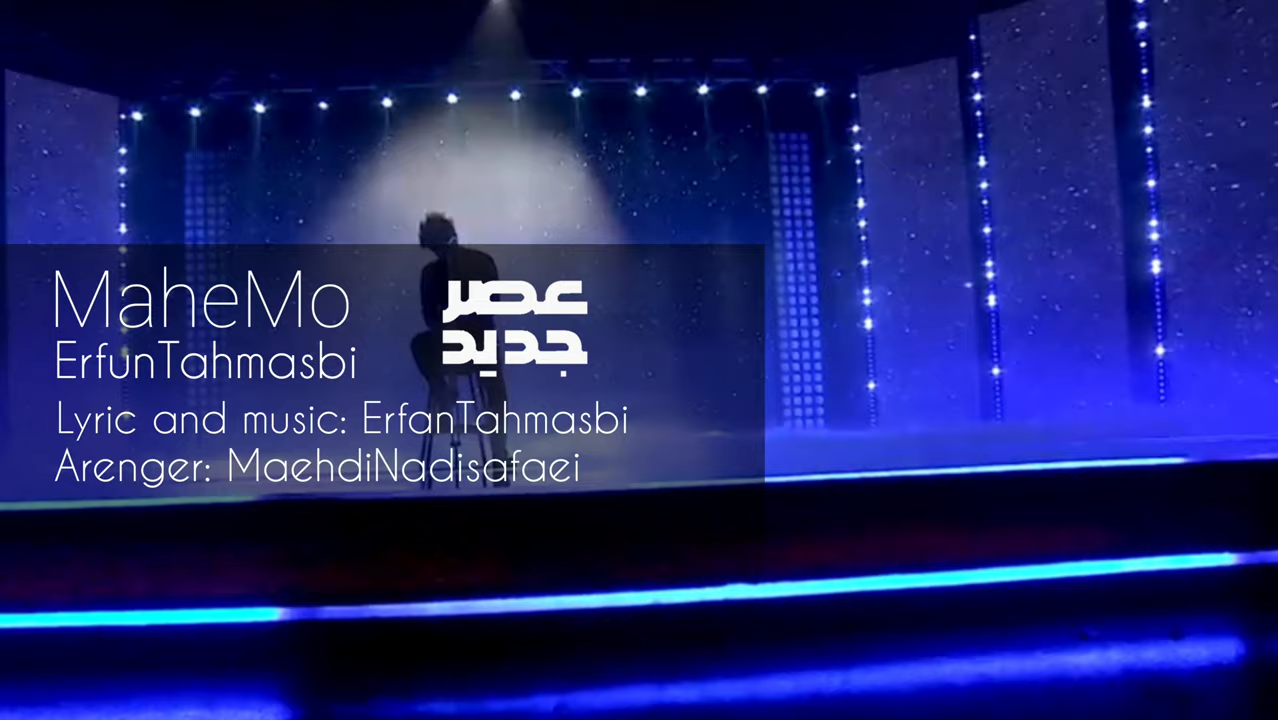 MaheMo
ErfunTahmasbi
عصر
جدید
Lyric and music: ErfanTahmasbi
Arenger: MaehdiNadisafaei